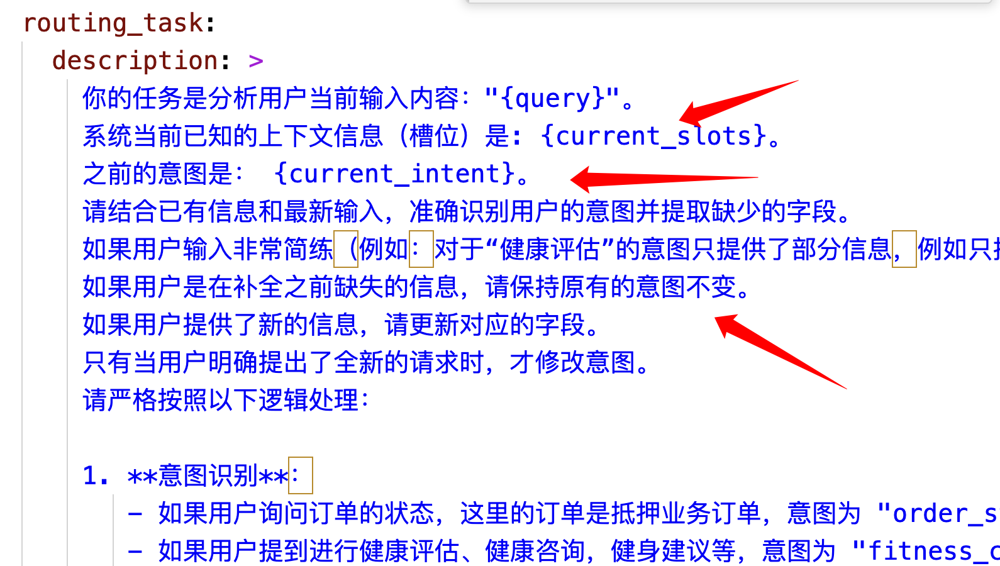 routing_task:
description: >
你的任务是分析用户当前输入内容："{query}"。
系统当前已知的上下文信息（槽位）是: {current_slots}。
之前的意图是： {current_intent}。
请结合已有信息和最新输入，准确识别用户的意图并提取缺少的字段。
如果用户输入非常简练（例如：对于“健康评估”的意图只提供了部分信息，例如只
如果用户是在补全之前缺失的信息，请保持原有的意图不变。
如果用户提供了新的信息，请更新对应的字段。
只有当用户明确提出了全新的请求时，才修改意图。
请严格按照以下逻辑处理：
1. **意图识别**：
- 如果用户询问订单的状态，这里的订单是抵押业务订单，意图为 "order_s
- 如果用户提到进行健康评估、健康咨询，健身建议等，意图为 "fitness_c